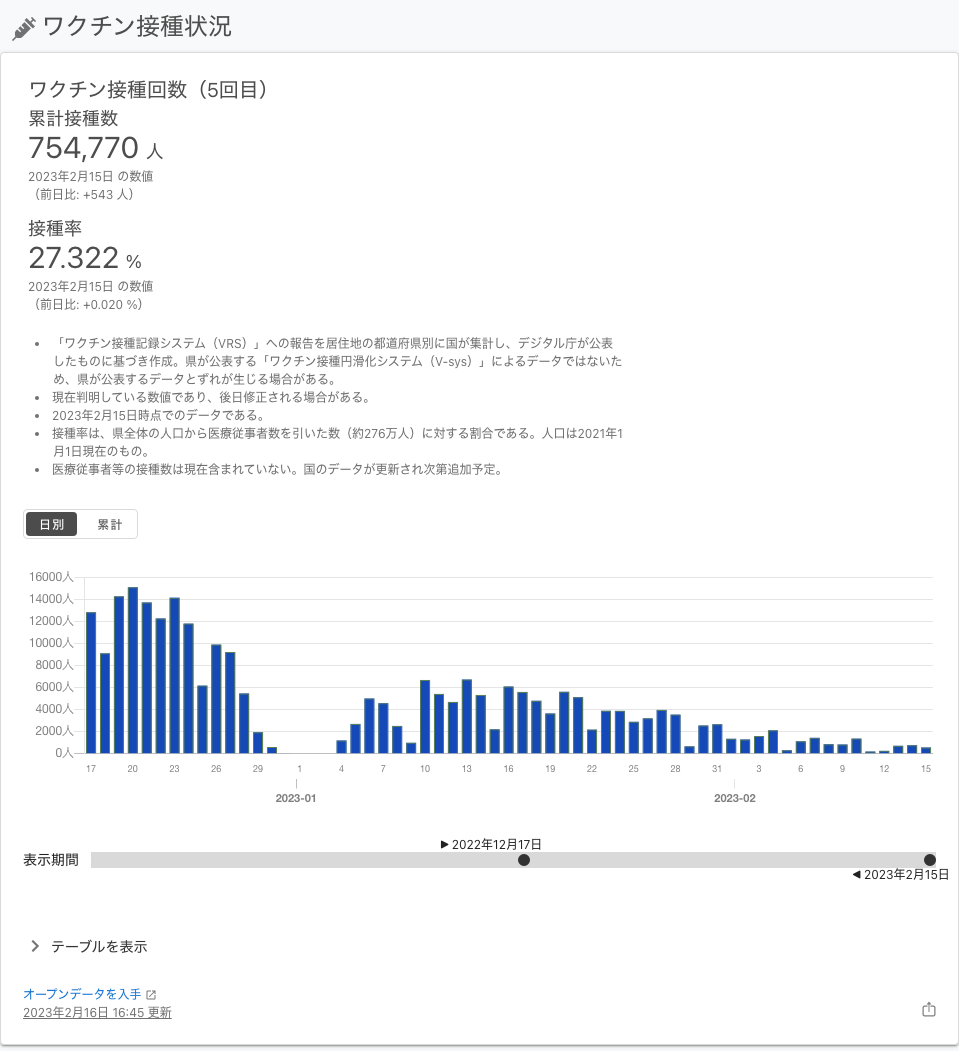 ワクチン接種状況
ワクチン接種回数（5回目）
累計接種数
754,770 人
2023年2月15日 の数値
（前日比: +543 人）
接種率
27.322 %
2023年2月15日 の数値
（前日比: +0.020 %）
• 「ワクチン接種記録システム（VRS）」への報告を居住地の都道府県別に国が集計し、デジタル庁が公表
したものに基づき作成。県が公表する「ワクチン接種円滑化システム（V-sys）」によるデータではないた
め、県が公表するデータとずれが生じる場合がある。
• 現在判明している数値であり、後日修正される場合がある。
• 2023年2月15日時点でのデータである。
• 接種率は、県全体の人口から医療従事者数を引いた数（約276万人）に対する割合である。人口は2021年1
月1日現在のもの。
• 医療従事者等の接種数は現在含まれていない。国のデータが更新され次第追加予定。
日別 累計
16000人
14000人
12000人
10000人
8000人
6000人
4000人
2000人
0人
17 20 23 26 29 1 4 7 10 13 16 19 22 25 28 31 3 6 9 12 15
2023-01 2023-02
▶ 2022年12月17日
表示期間
◀ 2023年2月15日
テーブルを表示
オープンデータを入手
2023年2月16日 16:45 更新